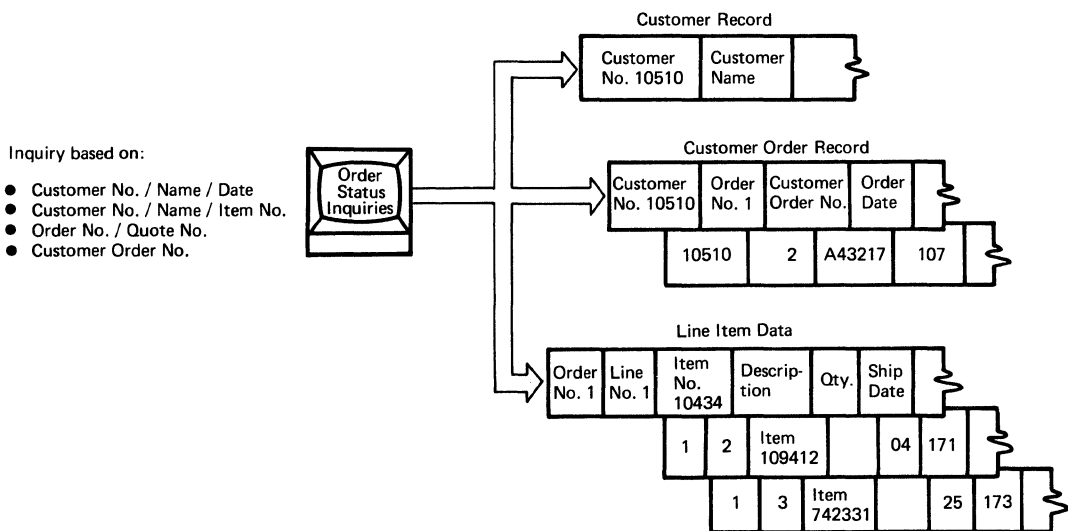 Customer Record
Customer No. 10510
Customer Name
Inquiry based on:
● Customer No. / Name / Date
● Customer No. / Name / Item No.
● Order No. / Quote No.
● Customer Order No.
Order Status Inquiries
Customer Order Record
Customer No. 10510
Order No. 1
Customer Order No.
Order Date
10510 2 A43217 107
Line Item Data
Order No. 1
Line No. 1
Item No. 10434
Descrip-tion
Qty.
Ship Date
1 2 Item 109412 04 171
1 3 Item 742331 25 173